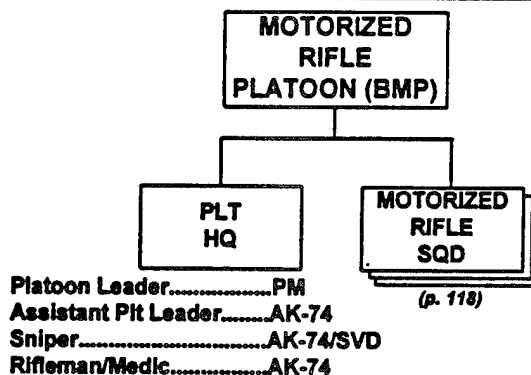 MOTORIZED
RIFLE
PLATOON (BMP)
PLT
HQ
MOTORIZED
RIFLE
SQD
(p. 118)
Platoon Leader....................PM
Assistant Plt Leader.........AK-74
Sniper...................................AK-74/SVD
Rifleman/Medic..................AK-74